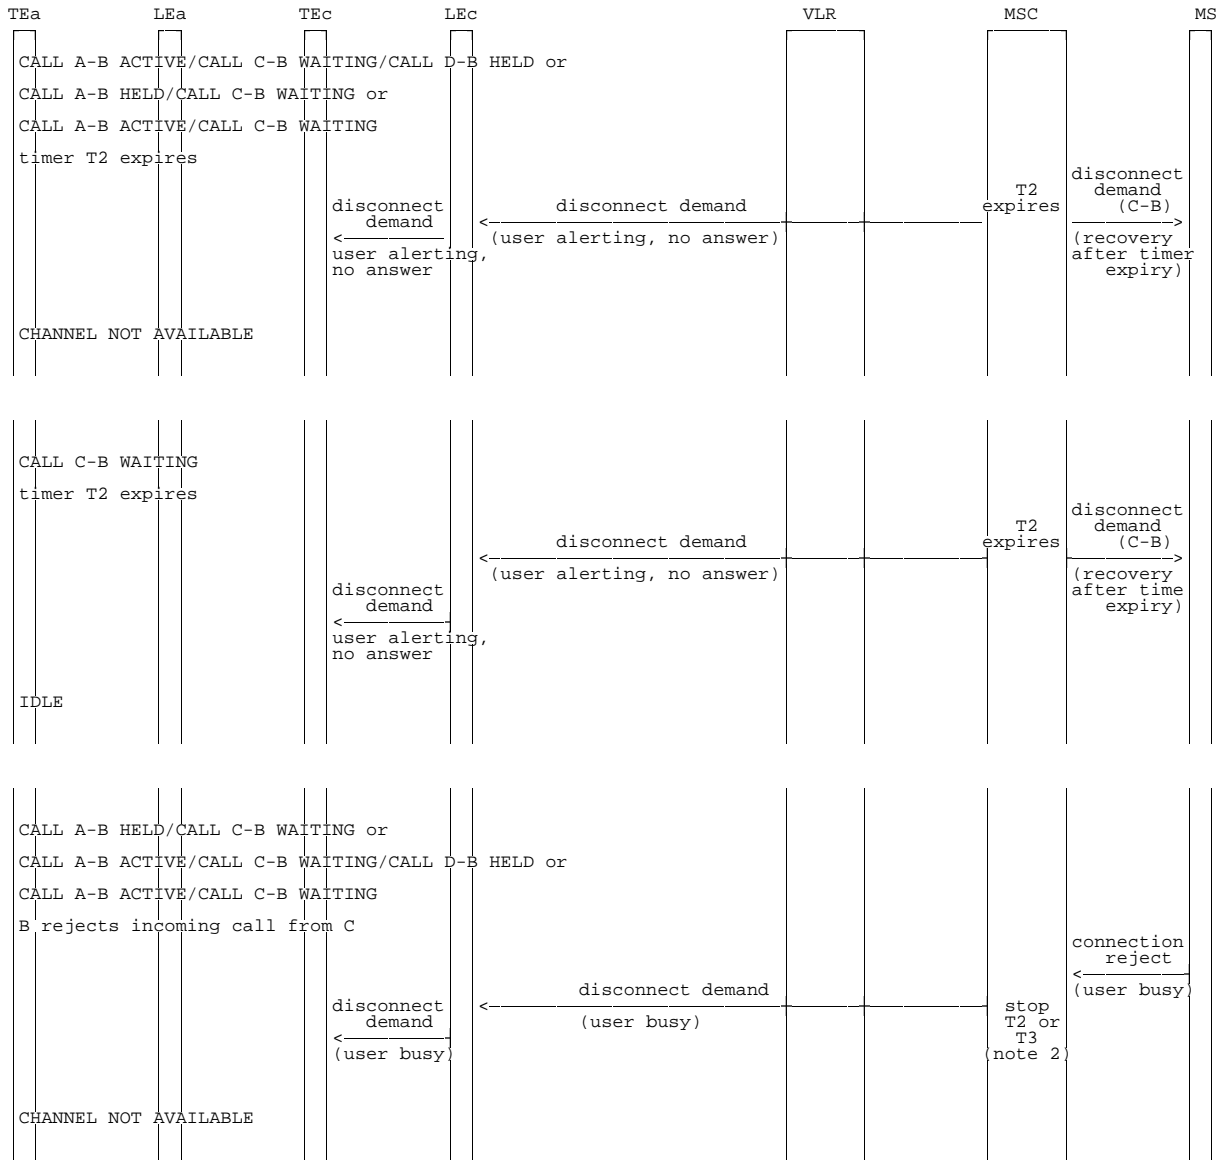 TEa LEa TEc LEc VLR MSC MS
CALL A-B ACTIVE/CALL C-B WAITING/CALL D-B HELD or
CALL A-B HELD/CALL C-B WAITING or
CALL A-B ACTIVE/CALL C-B WAITING
timer T2 expires
disconnect
demand
<
user alerting,
no answer
disconnect demand
<
(user alerting, no answer)
T2
expires
disconnect
demand
(C-B)
>
(recovery
after timer
expiry)
CHANNEL NOT AVAILABLE
CALL C-B WAITING
timer T2 expires
disconnect demand
<
(user alerting, no answer)
T2
expires
disconnect
demand
(C-B)
>
(recovery
after time
expiry)
disconnect
demand
<
user alerting,
no answer
IDLE
CALL A-B HELD/CALL C-B WAITING or
CALL A-B ACTIVE/CALL C-B WAITING/CALL D-B HELD or
CALL A-B ACTIVE/CALL C-B WAITING
B rejects incoming call from C
connection
reject
<
(user busy)
disconnect demand
<
(user busy)
stop
T2 or
T3
(note 2)
disconnect
demand
<
(user busy)
CHANNEL NOT AVAILABLE